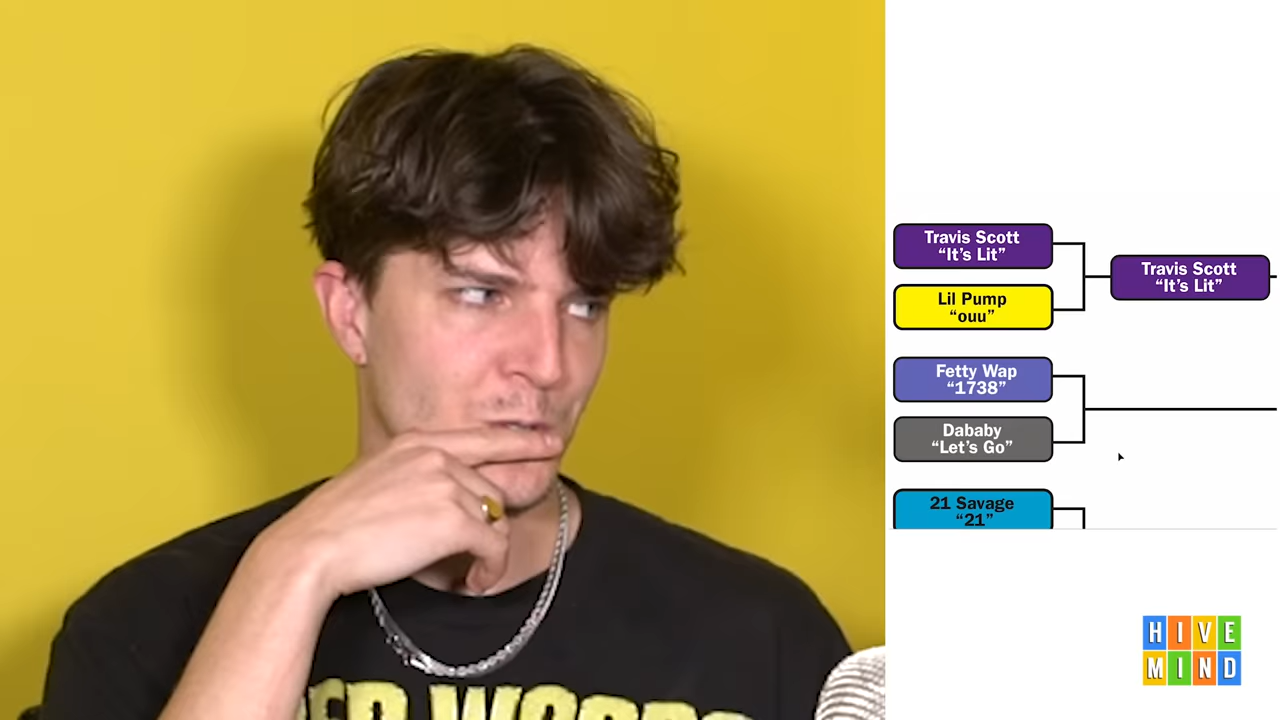 Travis Scott
“It’s Lit”
Lil Pump
“ouu”
Travis Scott
“It’s Lit”
Fetty Wap
“1738”
Dababy
“Let’s Go”
21 Savage
“21”
HIVE
MIND